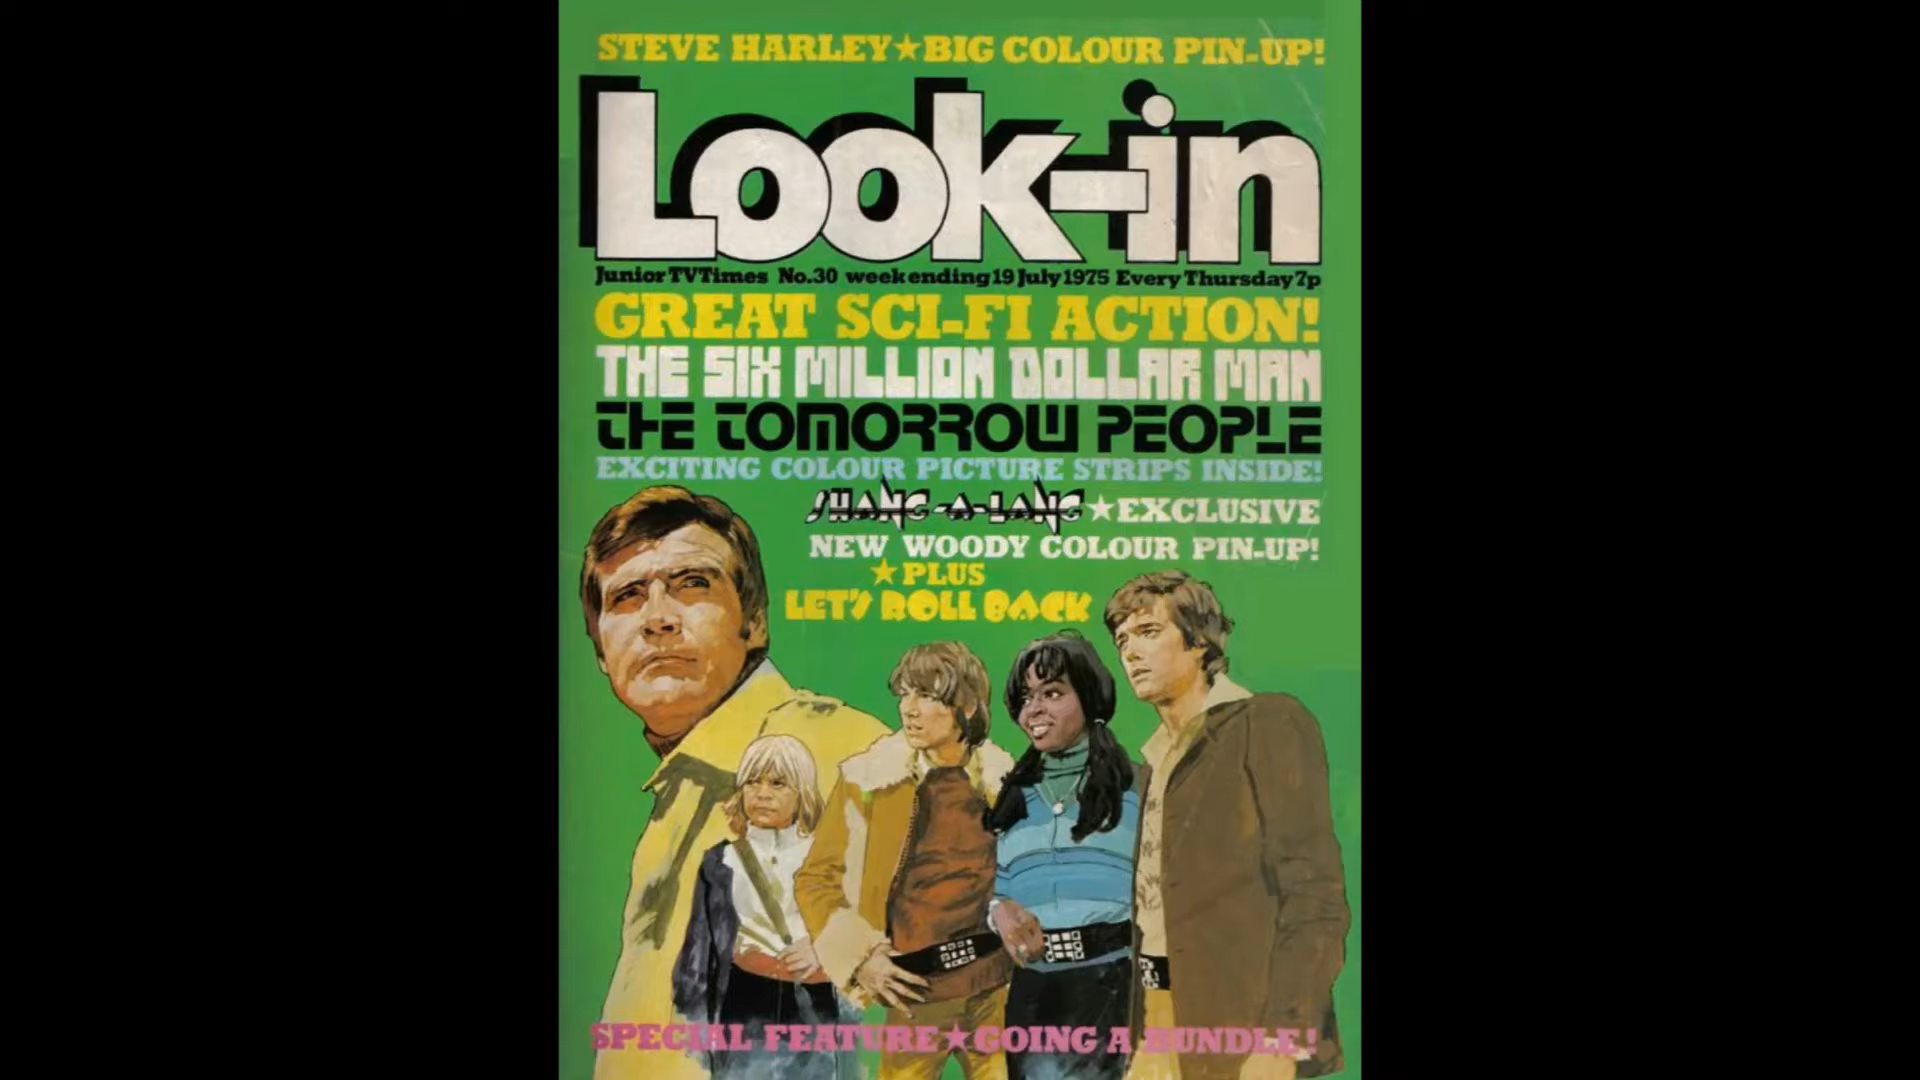 STEVE HARLEY★BIG COLOUR PIN-UP!
Look-in
Junior TVTimes No.30 week ending 19 July 1975 Every Thursday 7p
GREAT SCI-FI ACTION!
THE SIX MILLION DOLLAR MAN
THE TOMORROW PEOPLE
EXCITING COLOUR PICTURE STRIPS INSIDE!
SHANG-A-LANG★EXCLUSIVE
NEW WOODY COLOUR PIN-UP!
★PLUS
LET'S ROLL BACK
SPECIAL FEATURE★GOING A BUNDLE!